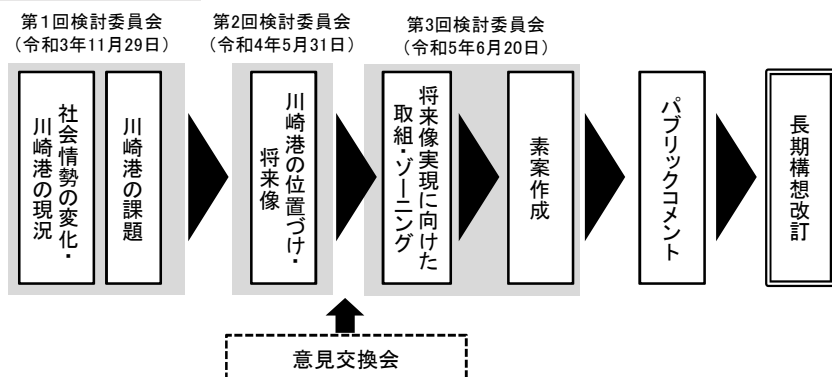 第1回検討委員会
（令和3年11月29日）
第2回検討委員会
（令和4年5月31日）
第3回検討委員会
（令和5年6月20日）
社会情勢の変化・
川崎港の現況
川崎港の課題
川崎港の位置づけ・
将来像
将来像実現に向けた
取組・ゾーニング
素案作成
パブリックコメント
長期構想改訂
意見交換会